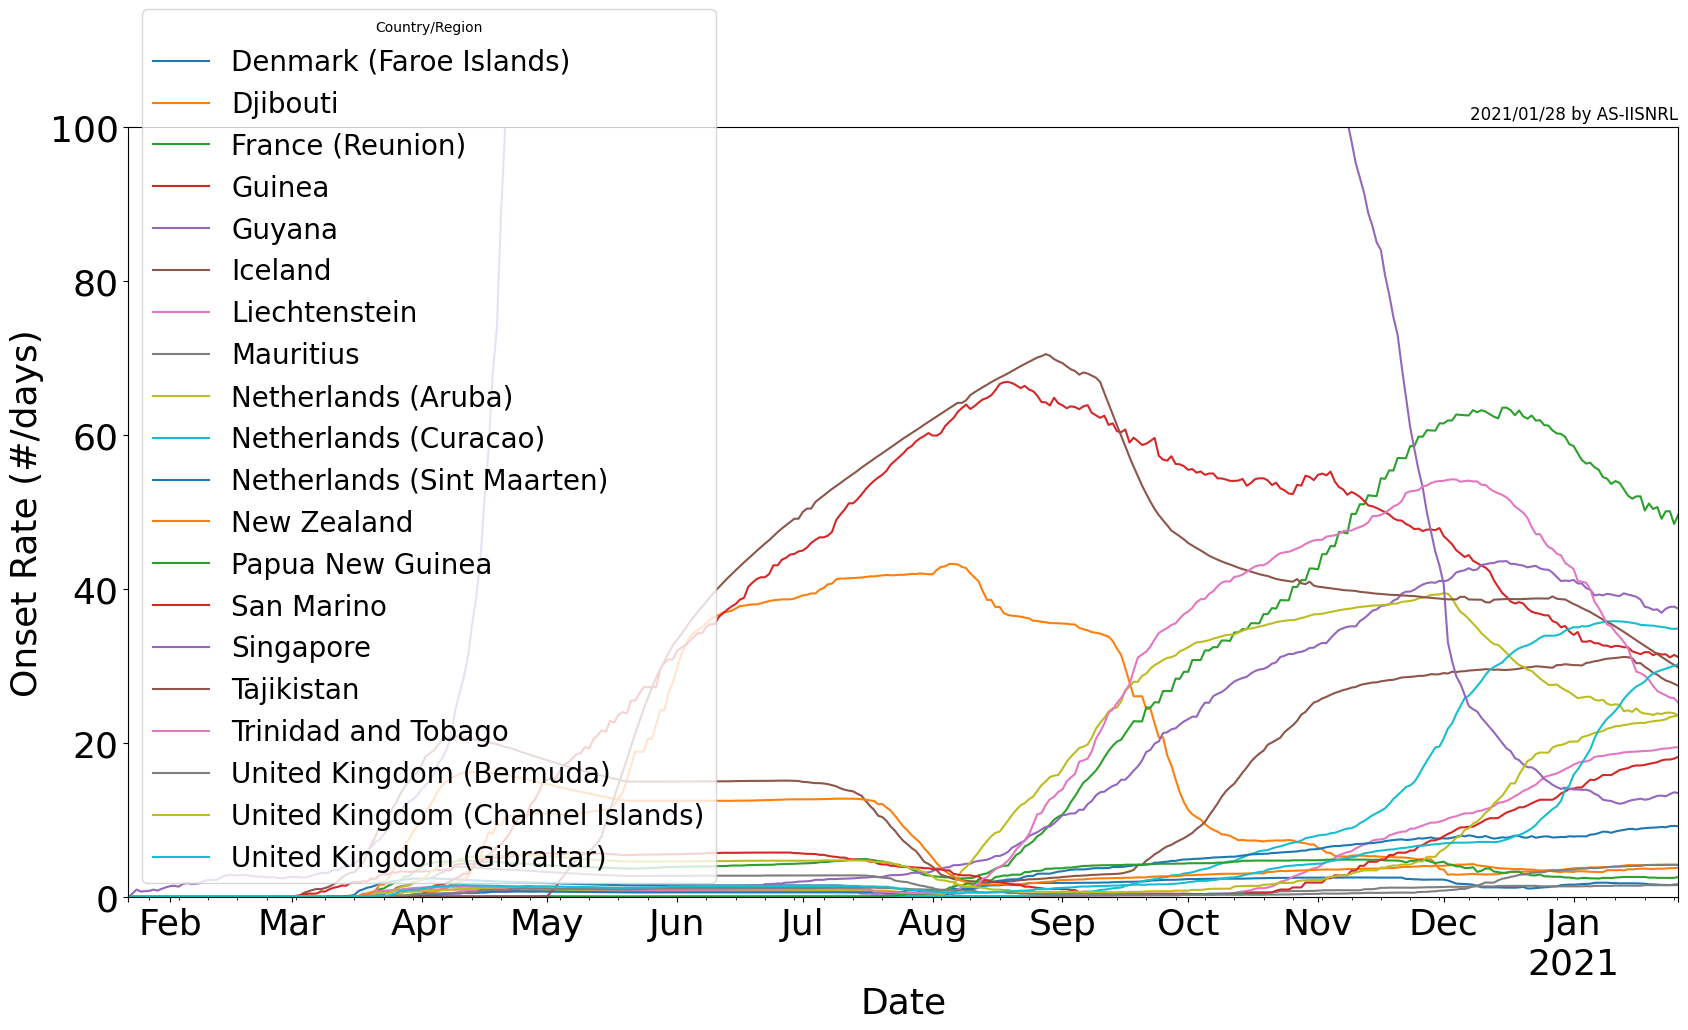 Country/Region
Denmark (Faroe Islands)
Djibouti
France (Reunion)
Guinea
Guyana
Iceland
Liechtenstein
Mauritius
Netherlands (Aruba)
Netherlands (Curacao)
Netherlands (Sint Maarten)
New Zealand
Papua New Guinea
San Marino
Singapore
Tajikistan
Trinidad and Tobago
United Kingdom (Bermuda)
United Kingdom (Channel Islands)
United Kingdom (Gibraltar)
2021/01/28 by AS-IISNRL
100
80
60
40
20
0
Onset Rate (#/days)
Feb Mar Apr May Jun Jul Aug Sep Oct Nov Dec Jan
2021
Date